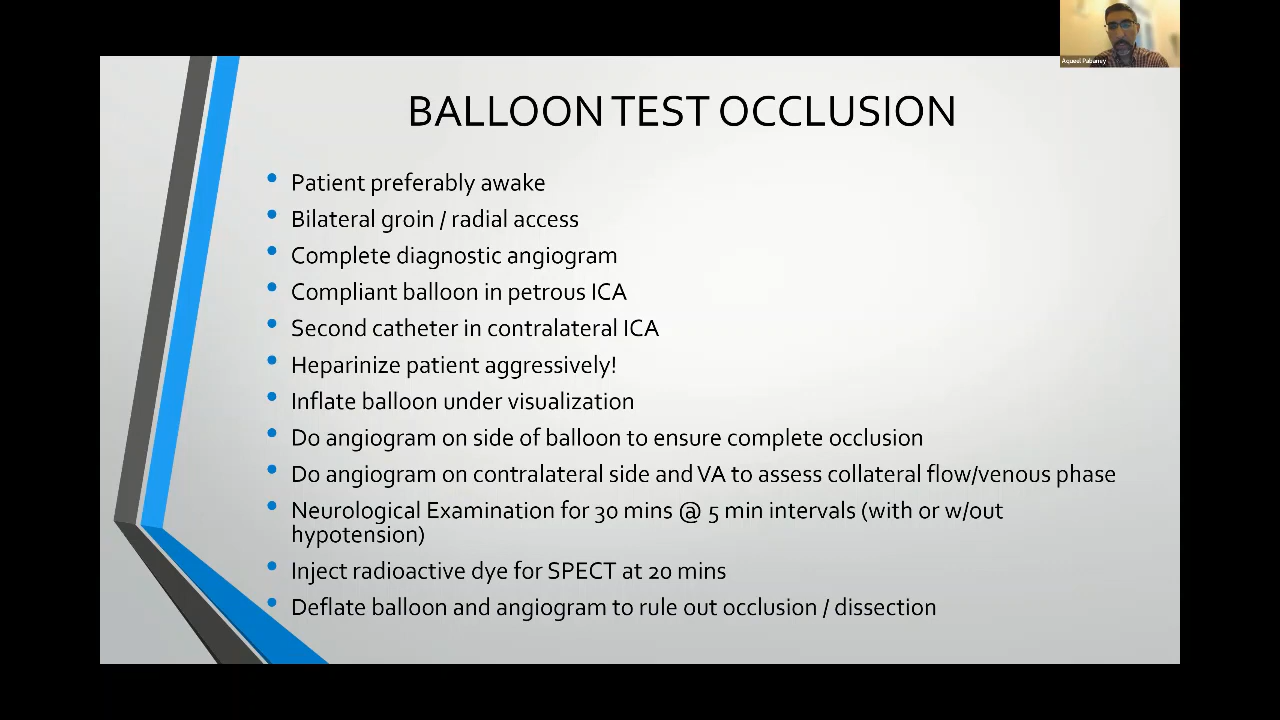 Aqueel Pabaney
BALLOON TEST OCCLUSION
• Patient preferably awake
• Bilateral groin / radial access
• Complete diagnostic angiogram
• Compliant balloon in petrous ICA
• Second catheter in contralateral ICA
• Heparinize patient aggressively!
• Inflate balloon under visualization
• Do angiogram on side of balloon to ensure complete occlusion
• Do angiogram on contralateral side and VA to assess collateral flow/venous phase
• Neurological Examination for 30 mins @ 5 min intervals (with or w/out
hypotension)
• Inject radioactive dye for SPECT at 20 mins
• Deflate balloon and angiogram to rule out occlusion / dissection